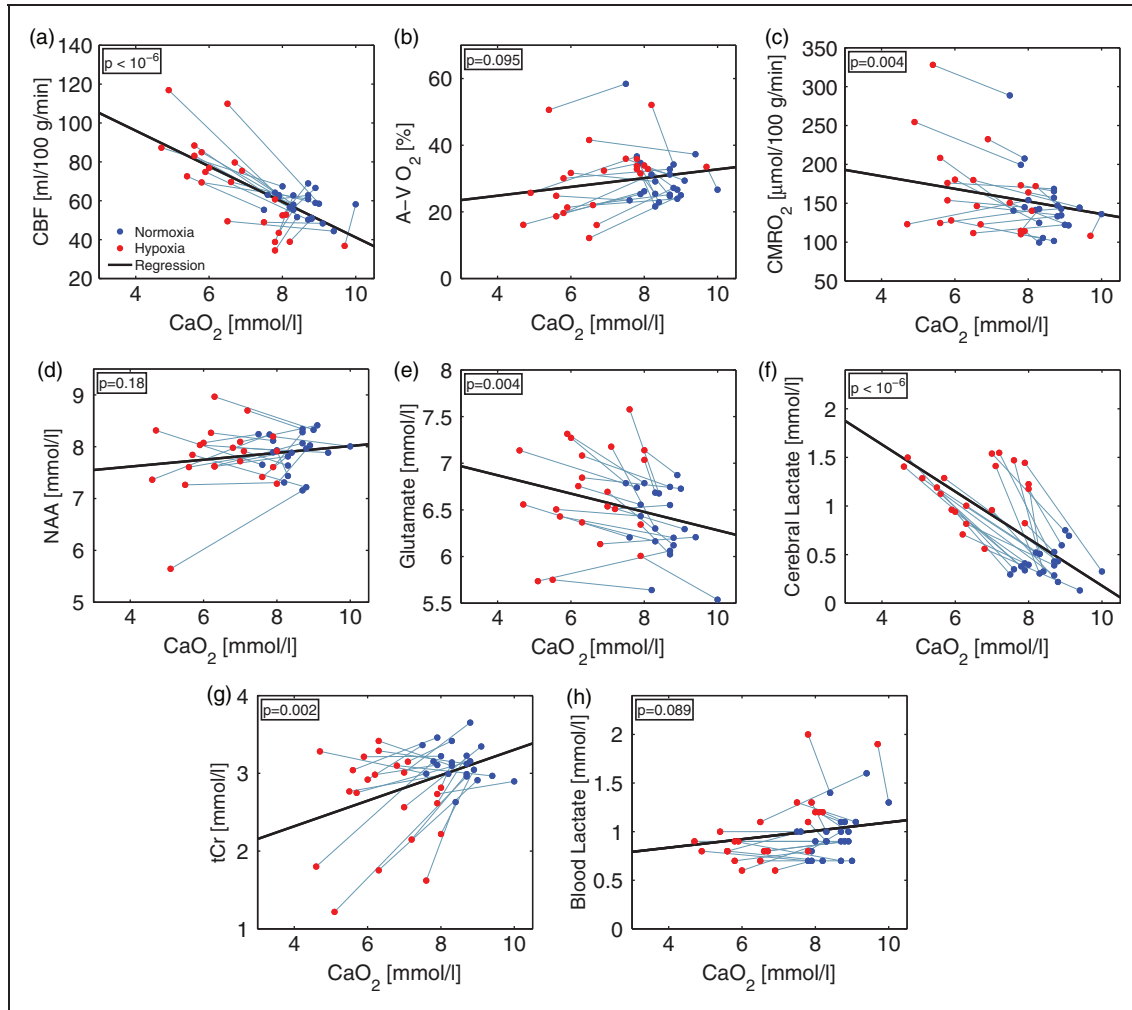 (a)
p < 10⁻⁶
CBF [ml/100 g/min]
140
120
100
80
60
40
20
Normoxia
Hypoxia
Regression
4 6 8 10
CaO₂ [mmol/l]
(b)
p=0.095
A−V O₂ [%]
60
40
20
0
4 6 8 10
CaO₂ [mmol/l]
(c)
p=0.004
CMRO₂ [μmol/100 g/min]
350
300
250
200
150
100
50
4 6 8 10
CaO₂ [mmol/l]
(d)
p=0.18
NAA [mmol/l]
9
8
7
6
5
4 6 8 10
CaO₂ [mmol/l]
(e)
p=0.004
Glutamate [mmol/l]
8
7.5
7
6.5
6
5.5
4 6 8 10
CaO₂ [mmol/l]
(f)
p < 10⁻⁶
Cerebral Lactate [mmol/l]
2
1.5
1
0.5
0
4 6 8 10
CaO₂ [mmol/l]
(g)
p=0.002
tCr [mmol/l]
4
3
2
1
4 6 8 10
CaO₂ [mmol/l]
(h)
p=0.089
Blood Lactate [mmol/l]
2
1.5
1
0.5
0
4 6 8 10
CaO₂ [mmol/l]